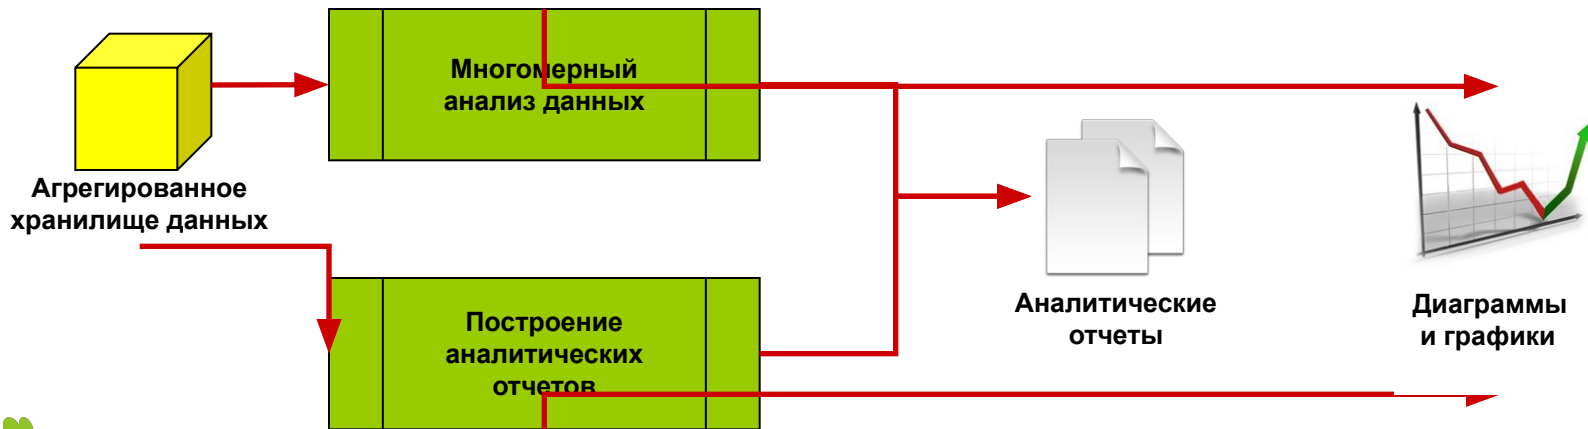 Многомерный
анализ данных
Агрегированное
хранилище данных
Построение
аналитических
отчетов
Аналитические
отчеты
Диаграммы
и графики